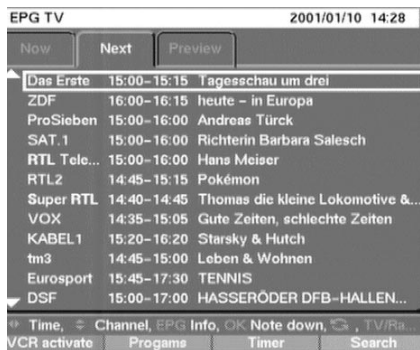 EPG TV 2001/01/10 14:28
Now Next Preview
Das Erste 15:00-15:15 Tagesschau um drei
ZDF 16:00-16:15 heute - in Europa
ProSieben 15:00-16:00 Andreas Türck
SAT.1 15:00-16:00 Richterin Barbara Salesch
RTL Tele... 15:00-16:00 Hans Meiser
RTL2 14:45-15:15 Pokémon
Super RTL 14:40-14:45 Thomas die kleine Lokomotive &...
VOX 14:35-15:05 Gute Zeiten, schlechte Zeiten
KABEL1 15:20-16:20 Starsky & Hutch
tm3 14:45-15:00 Leben & Wohnen
Eurosport 15:45-17:30 TENNIS
DSF 15:00-17:00 HASSERÖDER DFB-HALLEN...
Time, Channel, EPG Info, OK Note down, , TV/Ra...
VCR activate Progams Timer Search